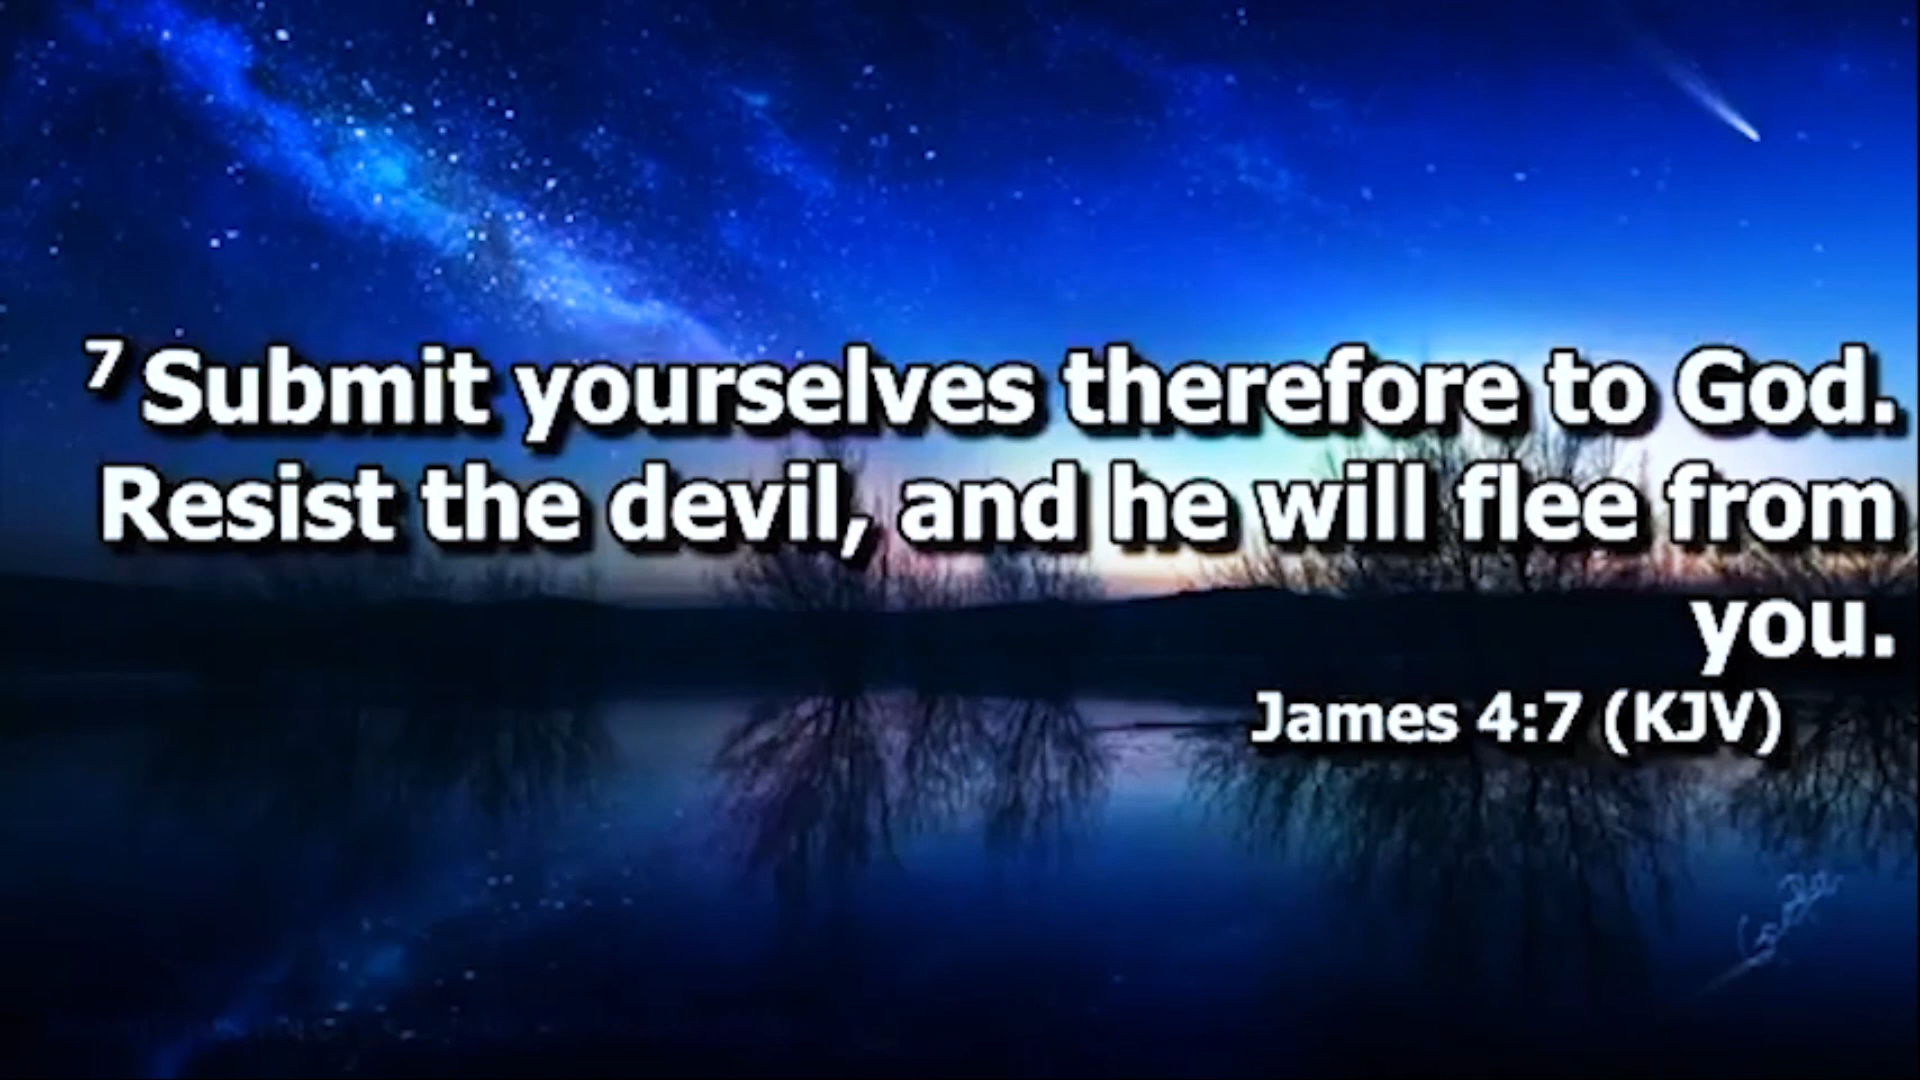 7 Submit yourselves therefore to God.
Resist the devil, and he will flee from
you.
James 4:7 (KJV)